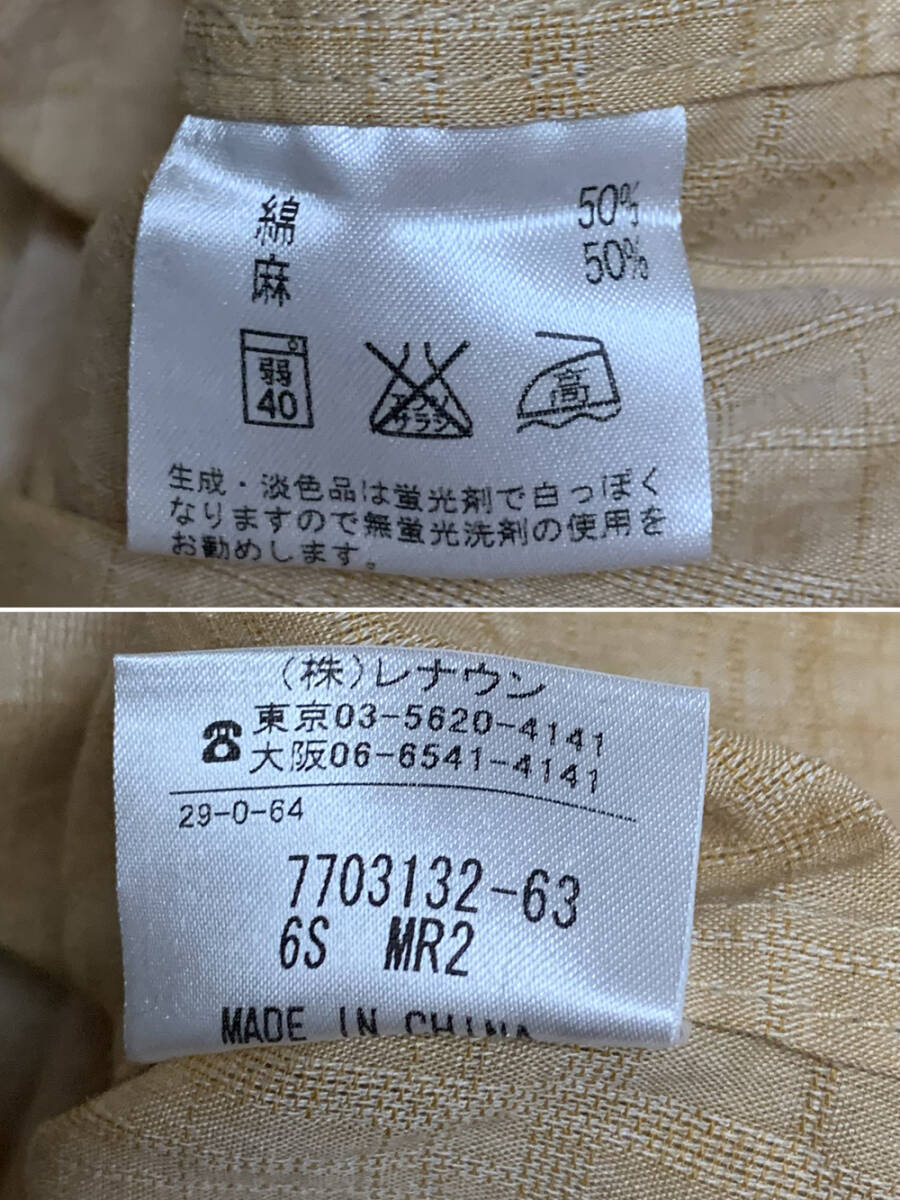 綿 50%
麻 50%
弱
40
エンソ
サラシ
高
生成・淡色品は蛍光剤で白っぽく
なりますので無蛍光洗剤の使用を
お勧めします。
(株)レナウン
☎東京03-5620-4141
大阪06-6541-4141
29-0-64
7703132-63
6S MR2
MADE IN CHINA